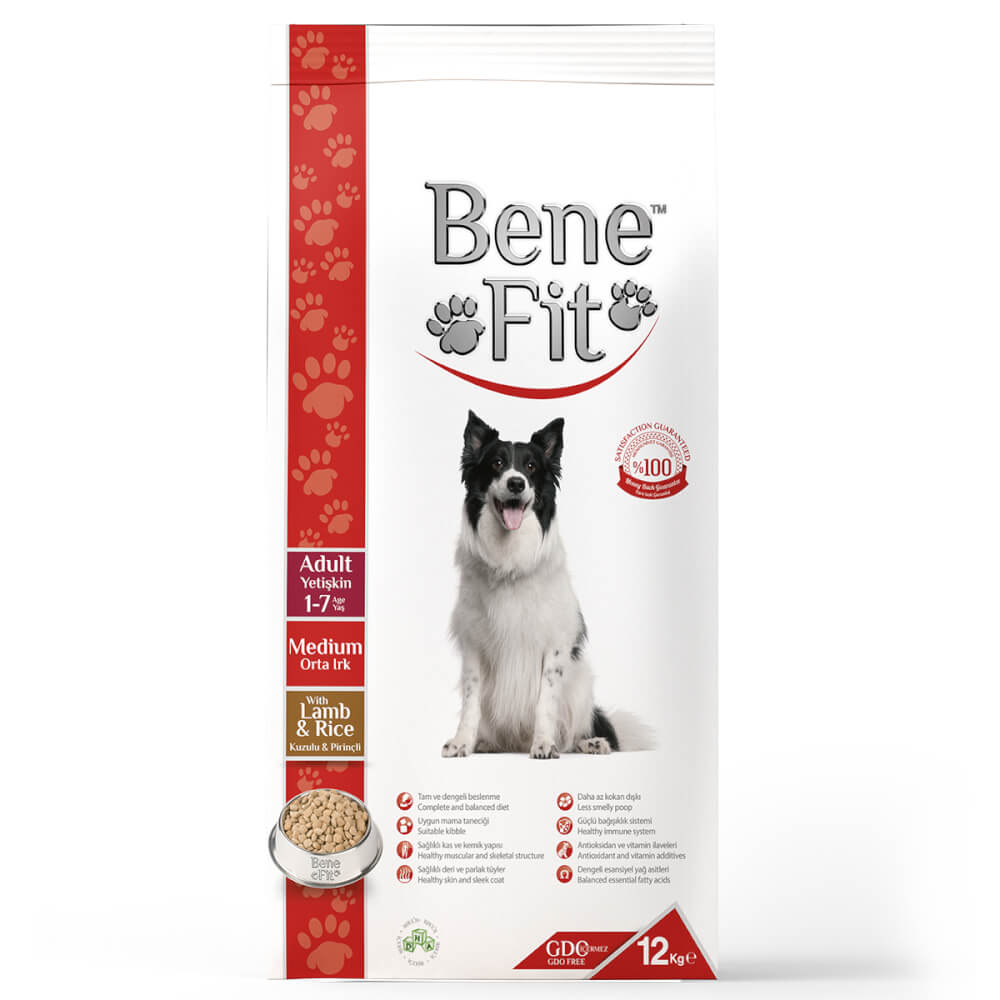 Bene™
Fit
SATISFACTION GUARANTEED
%100
Money Back Guarantee
Adult
Yetişkin
1-7 Age
Yaş
Medium
Orta Irk
With
Lamb
& Rice
Kuzulu & Pirinçli
Bene
Fit
Tam ve dengeli beslenme
Complete and balanced diet
Uygun mama taneciği
Suitable kibble
Sağlıklı kas ve kemik yapısı
Healthy muscular and skeletal structure
Sağlıklı deri ve parlak tüyler
Healthy skin and sleek coat
Daha az kokan dışkı
Less smelly poop
Güçlü bağışıklık sistemi
Healthy immune system
Antioksidan ve vitamin ilaveleri
Antioxidant and vitamin additives
Dengeli esansiyel yağ asitleri
Balanced essential fatty acids
DHA
GDO İÇERMEZ
GDO FREE
12 Kg ℮